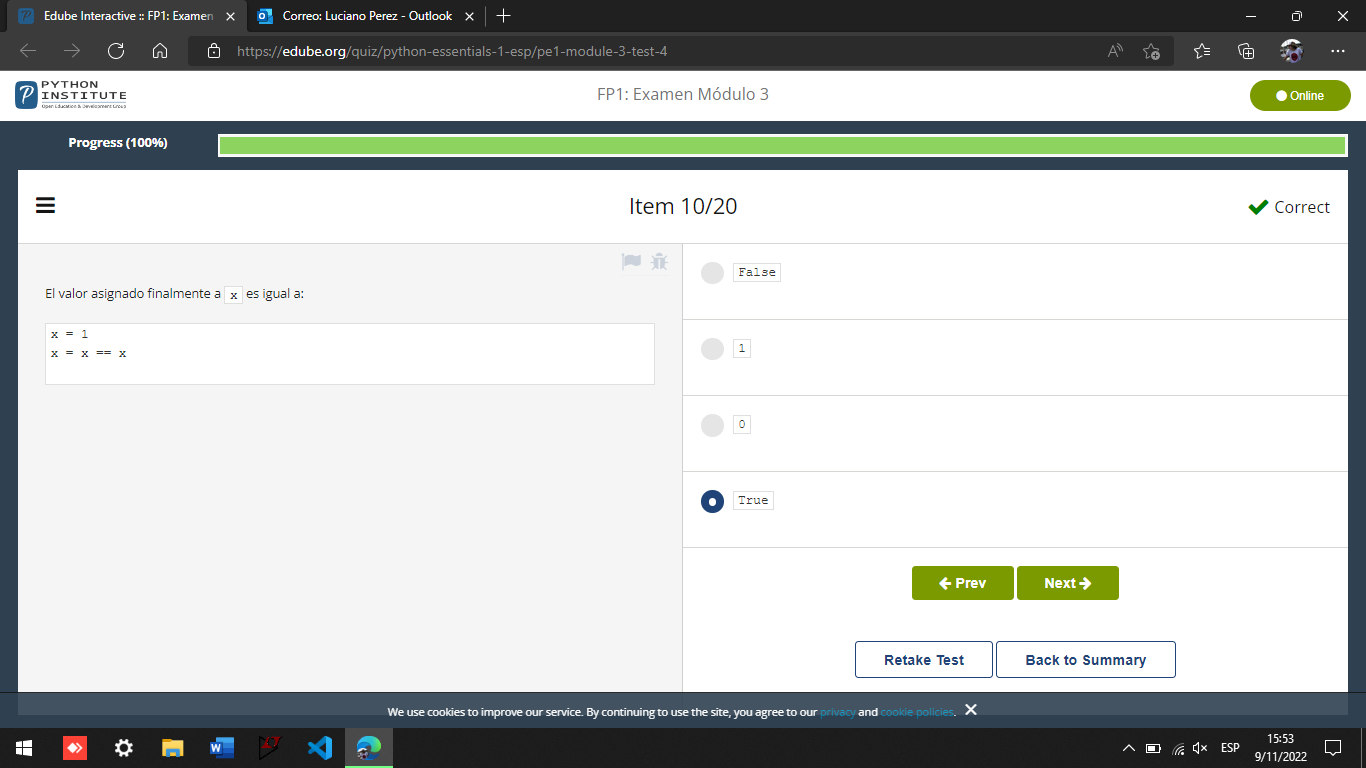 Edube Interactive :: FP1: Examen
Correo: Luciano Perez - Outlook
https://edube.org/quiz/python-essentials-1-esp/pe1-module-3-test-4
PYTHON
INSTITUTE
Open Education & Development Group
FP1: Examen Módulo 3
Online
Progress (100%)
Item 10/20
Correct
El valor asignado finalmente a x es igual a:
x = 1
x = x == x
False
1
0
True
Prev
Next
Retake Test
Back to Summary
We use cookies to improve our service. By continuing to use the site, you agree to our privacy and cookie policies.
ESP
15:53
9/11/2022